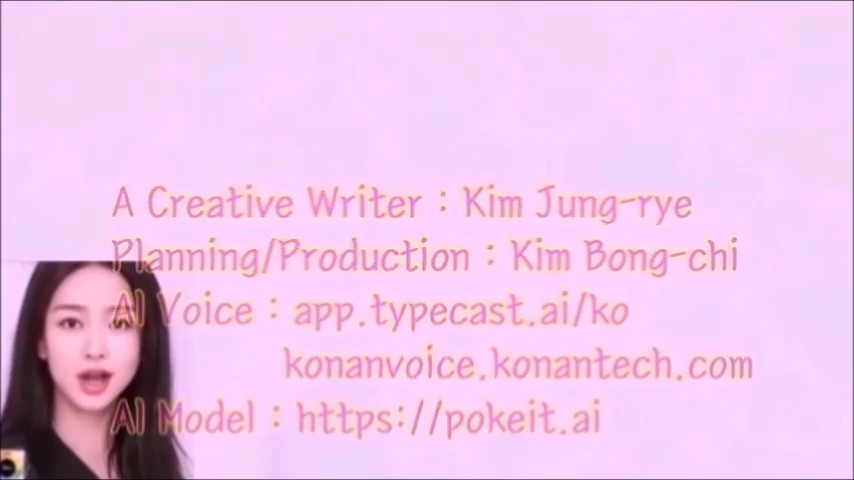 A Creative Writer : Kim Jung-rye
Planning/Production : Kim Bong-chi
AI Voice : app.typecast.ai/ko
konanvoice.konantech.com
AI Model : https://pokeit.ai